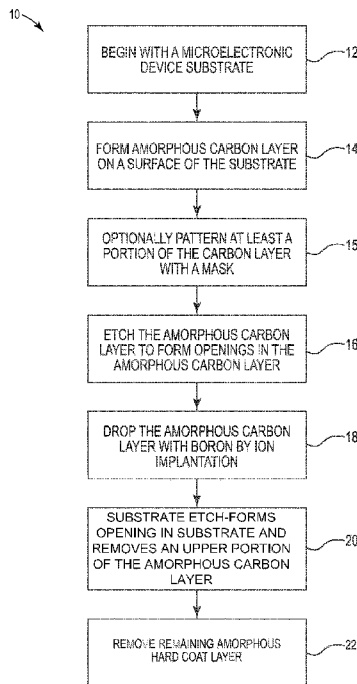 10
BEGIN WITH A MICROELECTRONIC
DEVICE SUBSTRATE
12
FORM AMORPHOUS CARBON LAYER
ON A SURFACE OF THE SUBSTRATE
14
OPTIONALLY PATTERN AT LEAST A
PORTION OF THE CARBON LAYER
WITH A MASK
15
ETCH THE AMORPHOUS CARBON
LAYER TO FORM OPENINGS IN THE
AMORPHOUS CARBON LAYER
16
DROP THE AMORPHOUS CARBON
LAYER WITH BORON BY ION
IMPLANTATION
18
SUBSTRATE ETCH-FORMS
OPENING IN SUBSTRATE AND
REMOVES AN UPPER PORTION
OF THE AMORPHOUS CARBON
LAYER
20
REMOVE REMAINING AMORPHOUS
HARD COAT LAYER
22